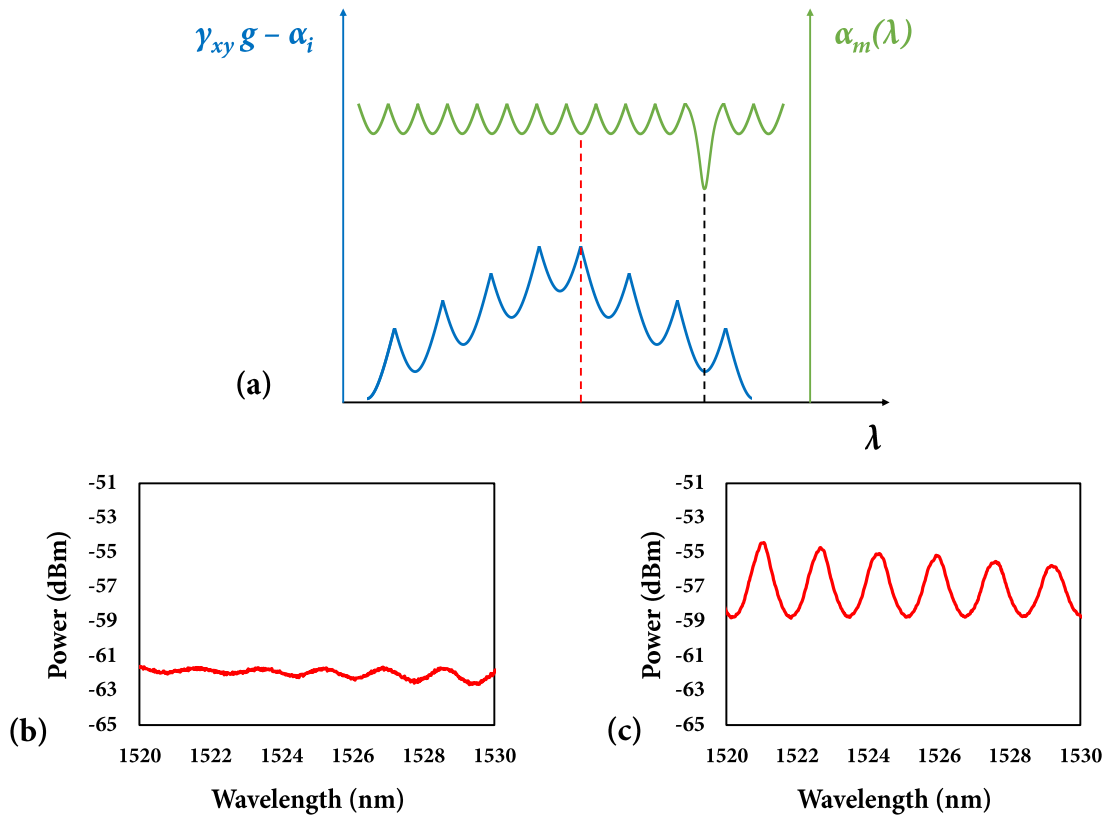 γxy g – αi
αm(λ)
(a)
λ
-51
-53
-55
-57
-59
-61
-63
-65
Power (dBm)
(b)
1520 1522 1524 1526 1528 1530
Wavelength (nm)
-51
-53
-55
-57
-59
-61
-63
-65
Power (dBm)
(c)
1520 1522 1524 1526 1528 1530
Wavelength (nm)